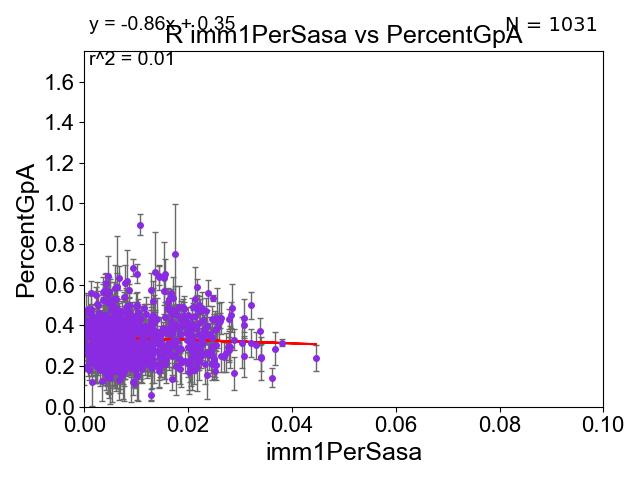 y = -0.86x + 0.35
N = 1031
R imm1PerSasa vs PercentGpA
r^2 = 0.01
1.6
1.4
1.2
1.0
0.8
0.6
0.4
0.2
0.0
PercentGpA
0.00 0.02 0.04 0.06 0.08 0.10
imm1PerSasa